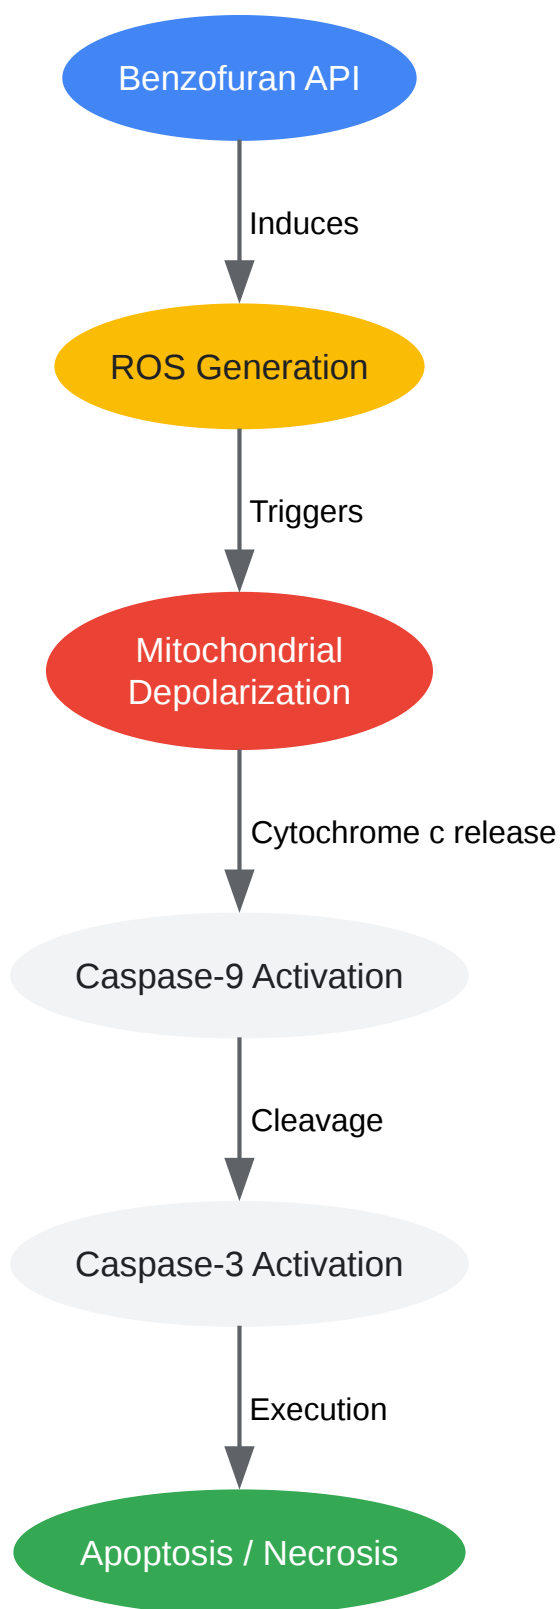 Benzofuran API
Induces
ROS Generation
Triggers
Mitochondrial
Depolarization
Cytochrome c release
Caspase-9 Activation
Cleavage
Caspase-3 Activation
Execution
Apoptosis / Necrosis